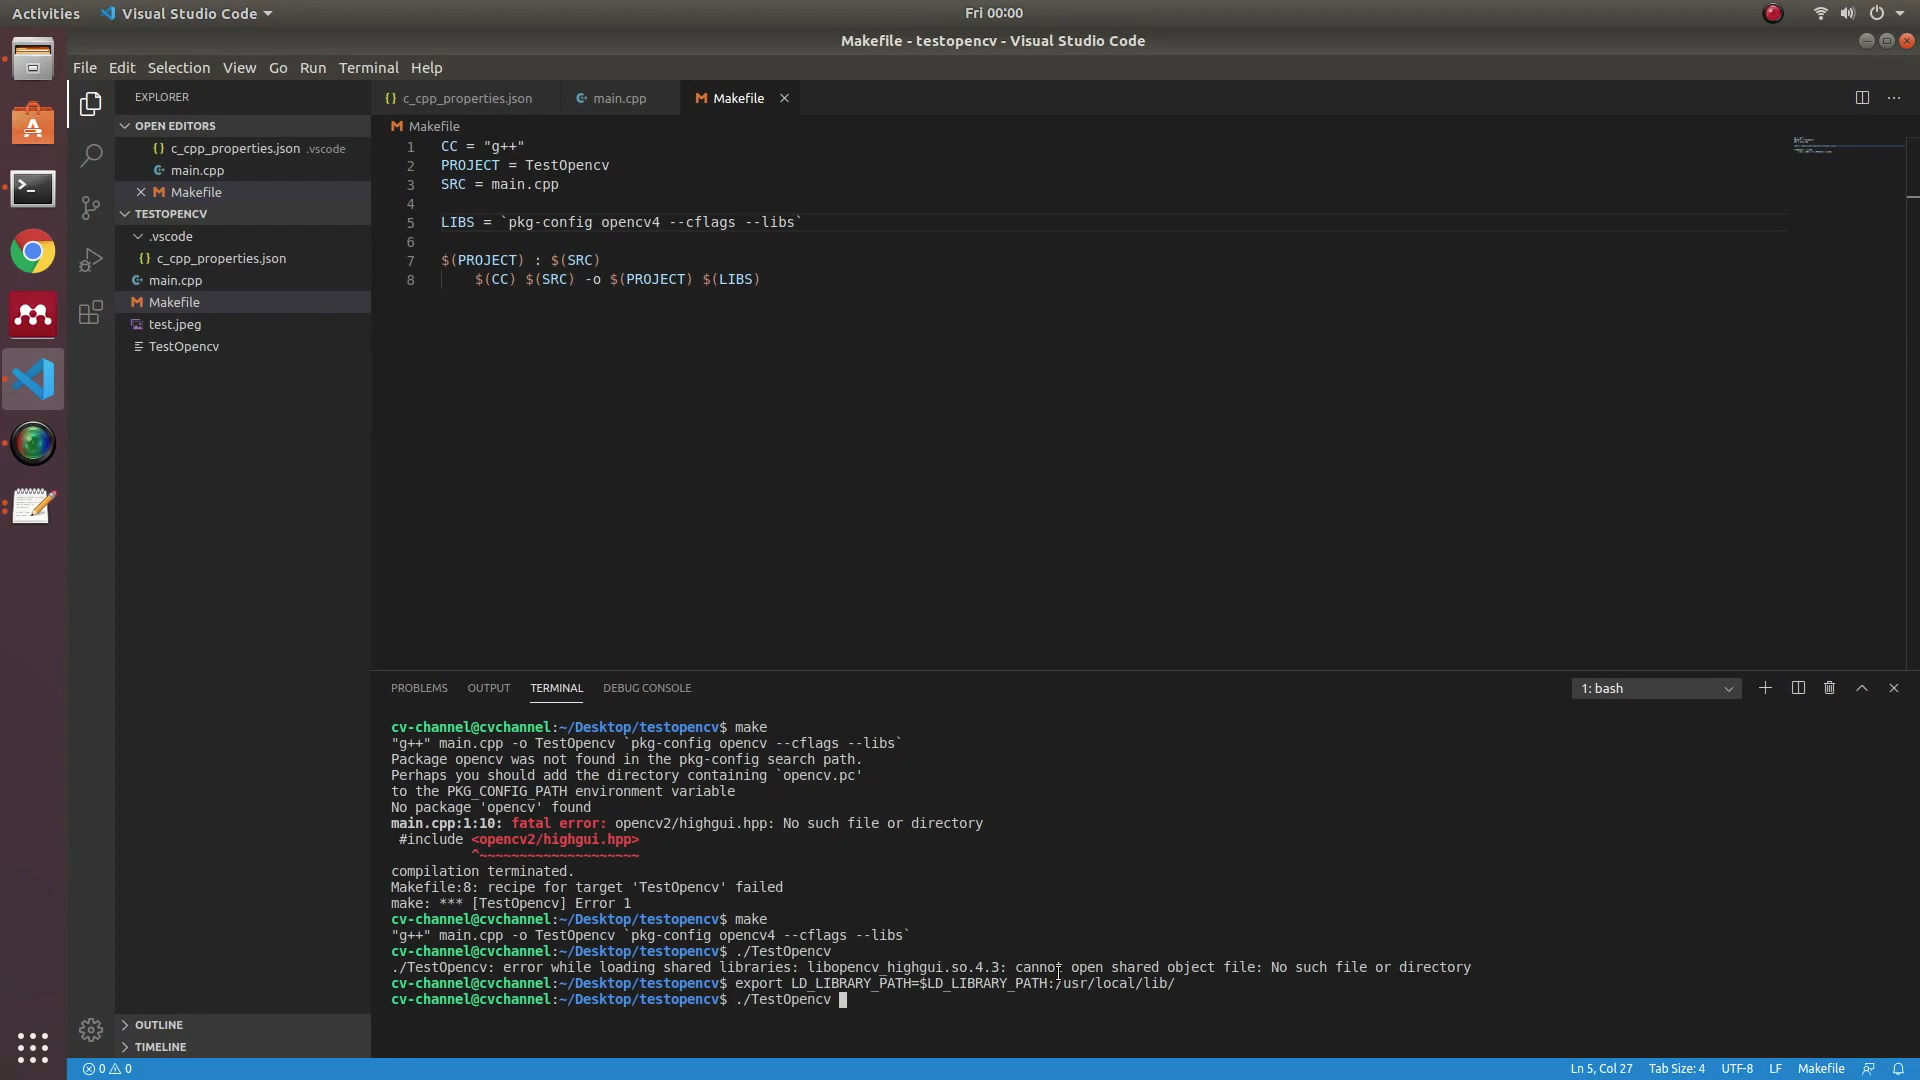 Activities
Visual Studio Code
Fri 00:00
Makefile - testopencv - Visual Studio Code
File Edit Selection View Go Run Terminal Help
EXPLORER
OPEN EDITORS
{} c_cpp_properties.json .vscode
main.cpp
Makefile
TESTOPENCV
.vscode
{} c_cpp_properties.json
main.cpp
Makefile
test.jpeg
TestOpencv
OUTLINE
TIMELINE
{} c_cpp_properties.json
main.cpp
Makefile
Makefile
1 CC = "g++"
2 PROJECT = TestOpencv
3 SRC = main.cpp
4
5 LIBS = `pkg-config opencv4 --cflags --libs`
6
7 $(PROJECT) : $(SRC)
8 $(CC) $(SRC) -o $(PROJECT) $(LIBS)
PROBLEMS OUTPUT TERMINAL DEBUG CONSOLE
1: bash
cv-channel@cvchannel:~/Desktop/testopencv$ make
"g++" main.cpp -o TestOpencv `pkg-config opencv --cflags --libs`
Package opencv was not found in the pkg-config search path.
Perhaps you should add the directory containing `opencv.pc'
to the PKG_CONFIG_PATH environment variable
No package 'opencv' found
main.cpp:1:10: fatal error: opencv2/highgui.hpp: No such file or directory
#include <opencv2/highgui.hpp>
^~~~~~~~~~~~~~~~~~~~~
compilation terminated.
Makefile:8: recipe for target 'TestOpencv' failed
make: *** [TestOpencv] Error 1
cv-channel@cvchannel:~/Desktop/testopencv$ make
"g++" main.cpp -o TestOpencv `pkg-config opencv4 --cflags --libs`
cv-channel@cvchannel:~/Desktop/testopencv$ ./TestOpencv
./TestOpencv: error while loading shared libraries: libopencv_highgui.so.4.3: cannot open shared object file: No such file or directory
cv-channel@cvchannel:~/Desktop/testopencv$ export LD_LIBRARY_PATH=$LD_LIBRARY_PATH:/usr/local/lib/
cv-channel@cvchannel:~/Desktop/testopencv$ ./TestOpencv
0 0
Ln 5, Col 27 Tab Size: 4 UTF-8 LF Makefile